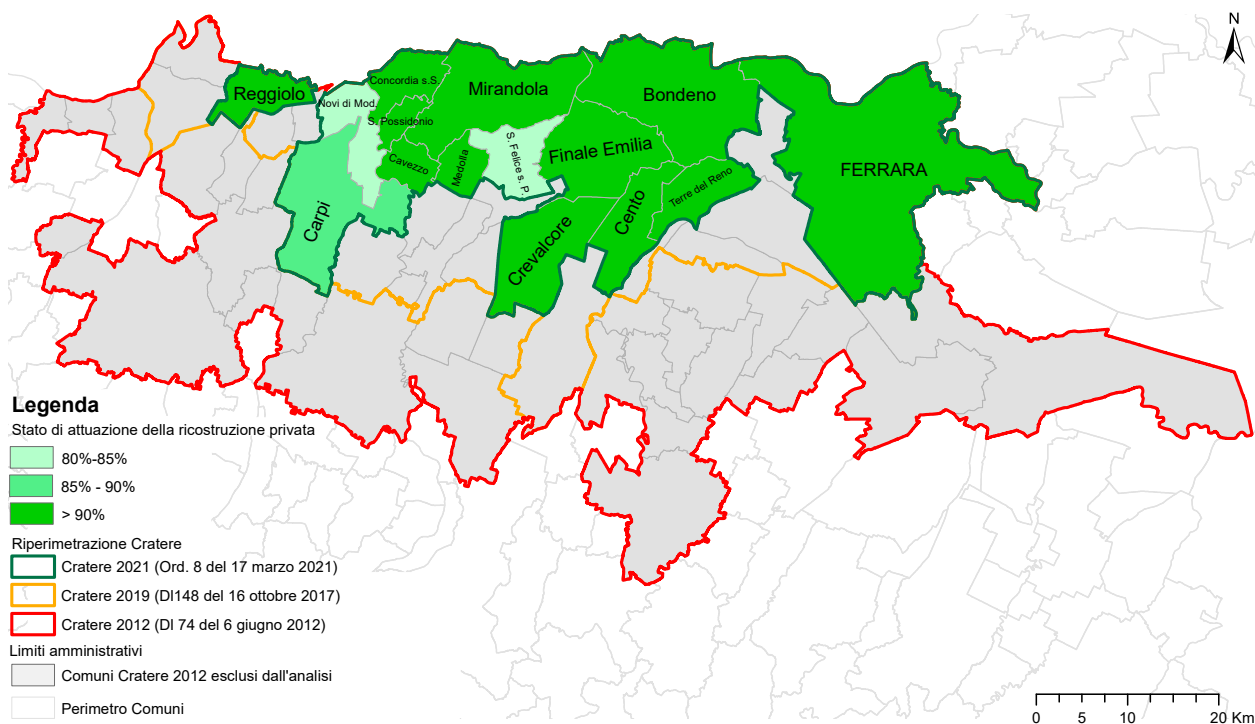 N
Concordia s.S.
Mirandola
Reggiolo
Bondeno
Novi di Mod.
S. Possidonio
S. Felice s. P.
Finale Emilia
Cavezzo
Medolla
FERRARA
Terre del Reno
Cento
Carpi
Crevalcore
Legenda
Stato di attuazione della ricostruzione privata
80%-85%
85% - 90%
> 90%
Riperimetrazione Cratere
Cratere 2021 (Ord. 8 del 17 marzo 2021)
Cratere 2019 (Dl148 del 16 ottobre 2017)
Cratere 2012 (Dl 74 del 6 giugno 2012)
Limiti amministrativi
Comuni Cratere 2012 esclusi dall'analisi
Perimetro Comuni
0 5 10 20 Km